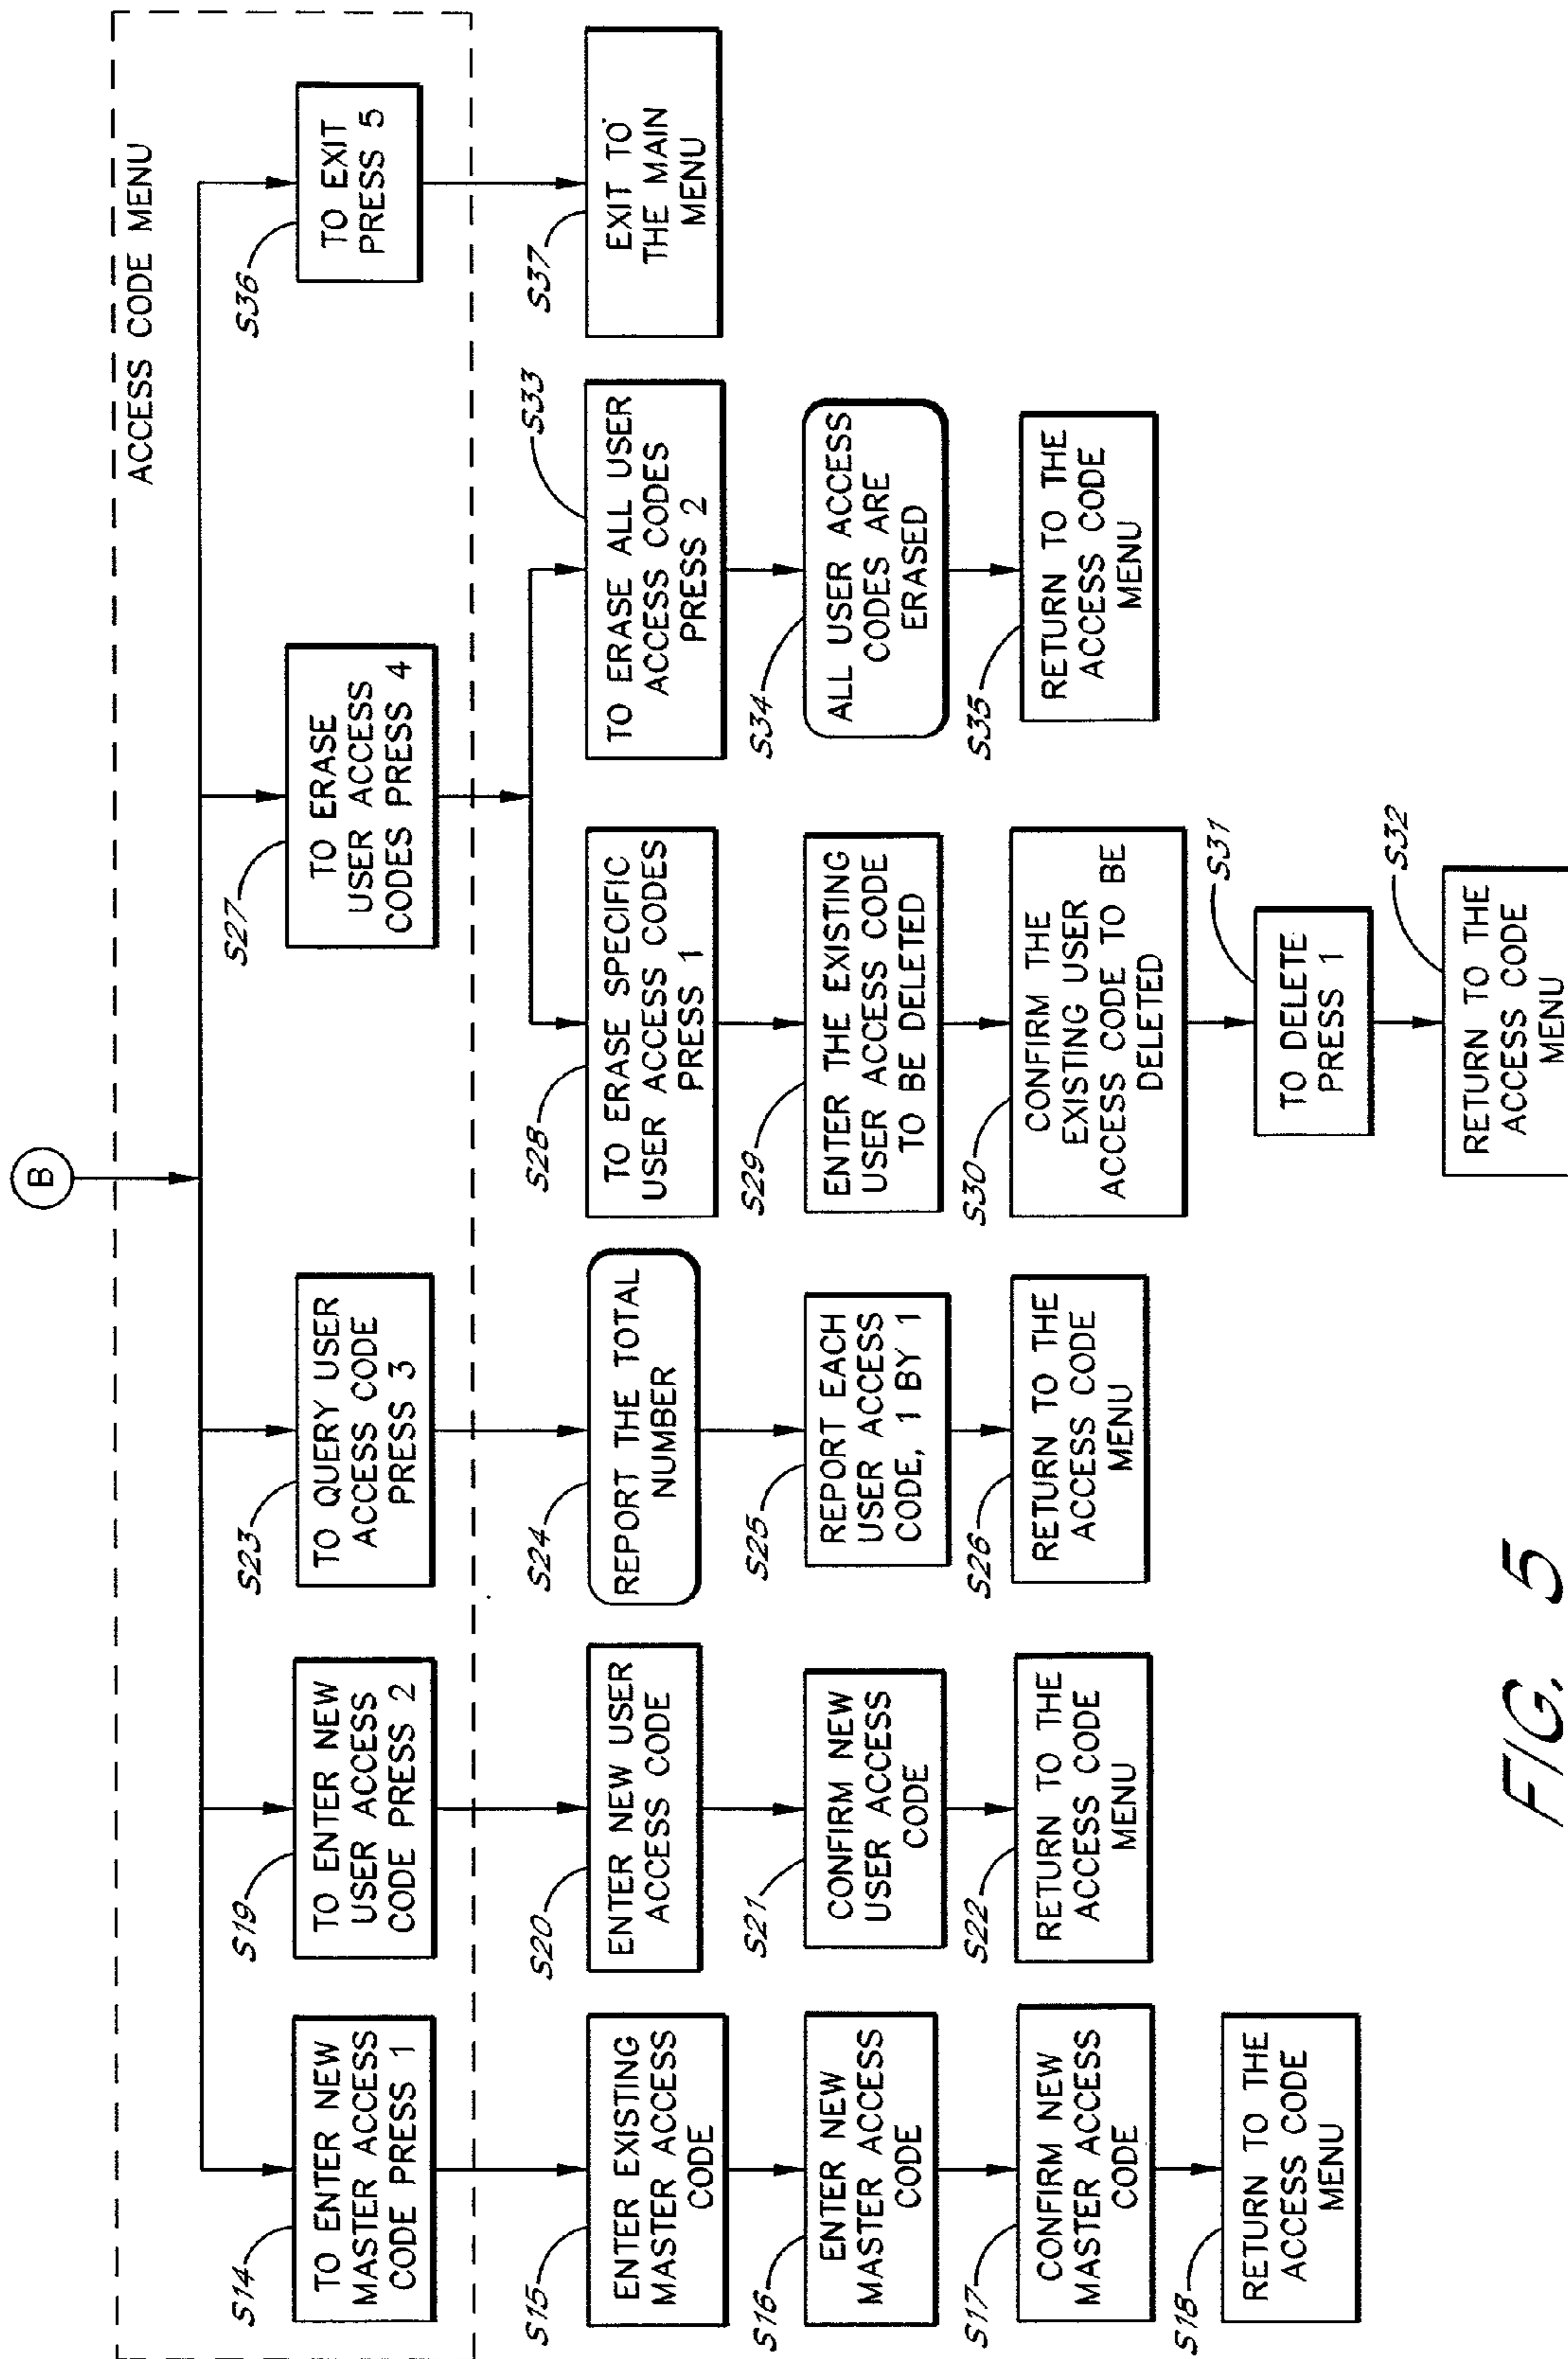 B
ACCESS CODE MENU
S14
TO ENTER NEW
MASTER ACCESS
CODE PRESS 1
S15
ENTER EXISTING
MASTER ACCESS
CODE
S16
ENTER NEW
MASTER ACCESS
CODE
S17
CONFIRM NEW
MASTER ACCESS
CODE
S18
RETURN TO THE
ACCESS CODE
MENU
S19
TO ENTER NEW
USER ACCESS
CODE PRESS 2
S20
ENTER NEW USER
ACCESS CODE
S21
CONFIRM NEW
USER ACCESS
CODE
S22
RETURN TO THE
ACCESS CODE
MENU
S23
TO QUERY USER
ACCESS CODE
PRESS 3
S24
REPORT THE TOTAL
NUMBER
S25
REPORT EACH
USER ACCESS
CODE, 1 BY 1
S26
RETURN TO THE
ACCESS CODE
MENU
S27
TO ERASE
USER ACCESS
CODES PRESS 4
S28
TO ERASE SPECIFIC
USER ACCESS CODES
PRESS 1
S29
ENTER THE EXISTING
USER ACCESS CODE
TO BE DELETED
S30
CONFIRM THE
EXISTING USER
ACCESS CODE TO BE
DELETED
S31
TO DELETE
PRESS 1
S32
RETURN TO THE
ACCESS CODE
MENU
S33
TO ERASE ALL USER
ACCESS CODES
PRESS 2
S34
ALL USER ACCESS
CODES ARE
ERASED
S35
RETURN TO THE
ACCESS CODE
MENU
S36
TO EXIT
PRESS 5
S37
EXIT TO
THE MAIN
MENU
FIG. 5